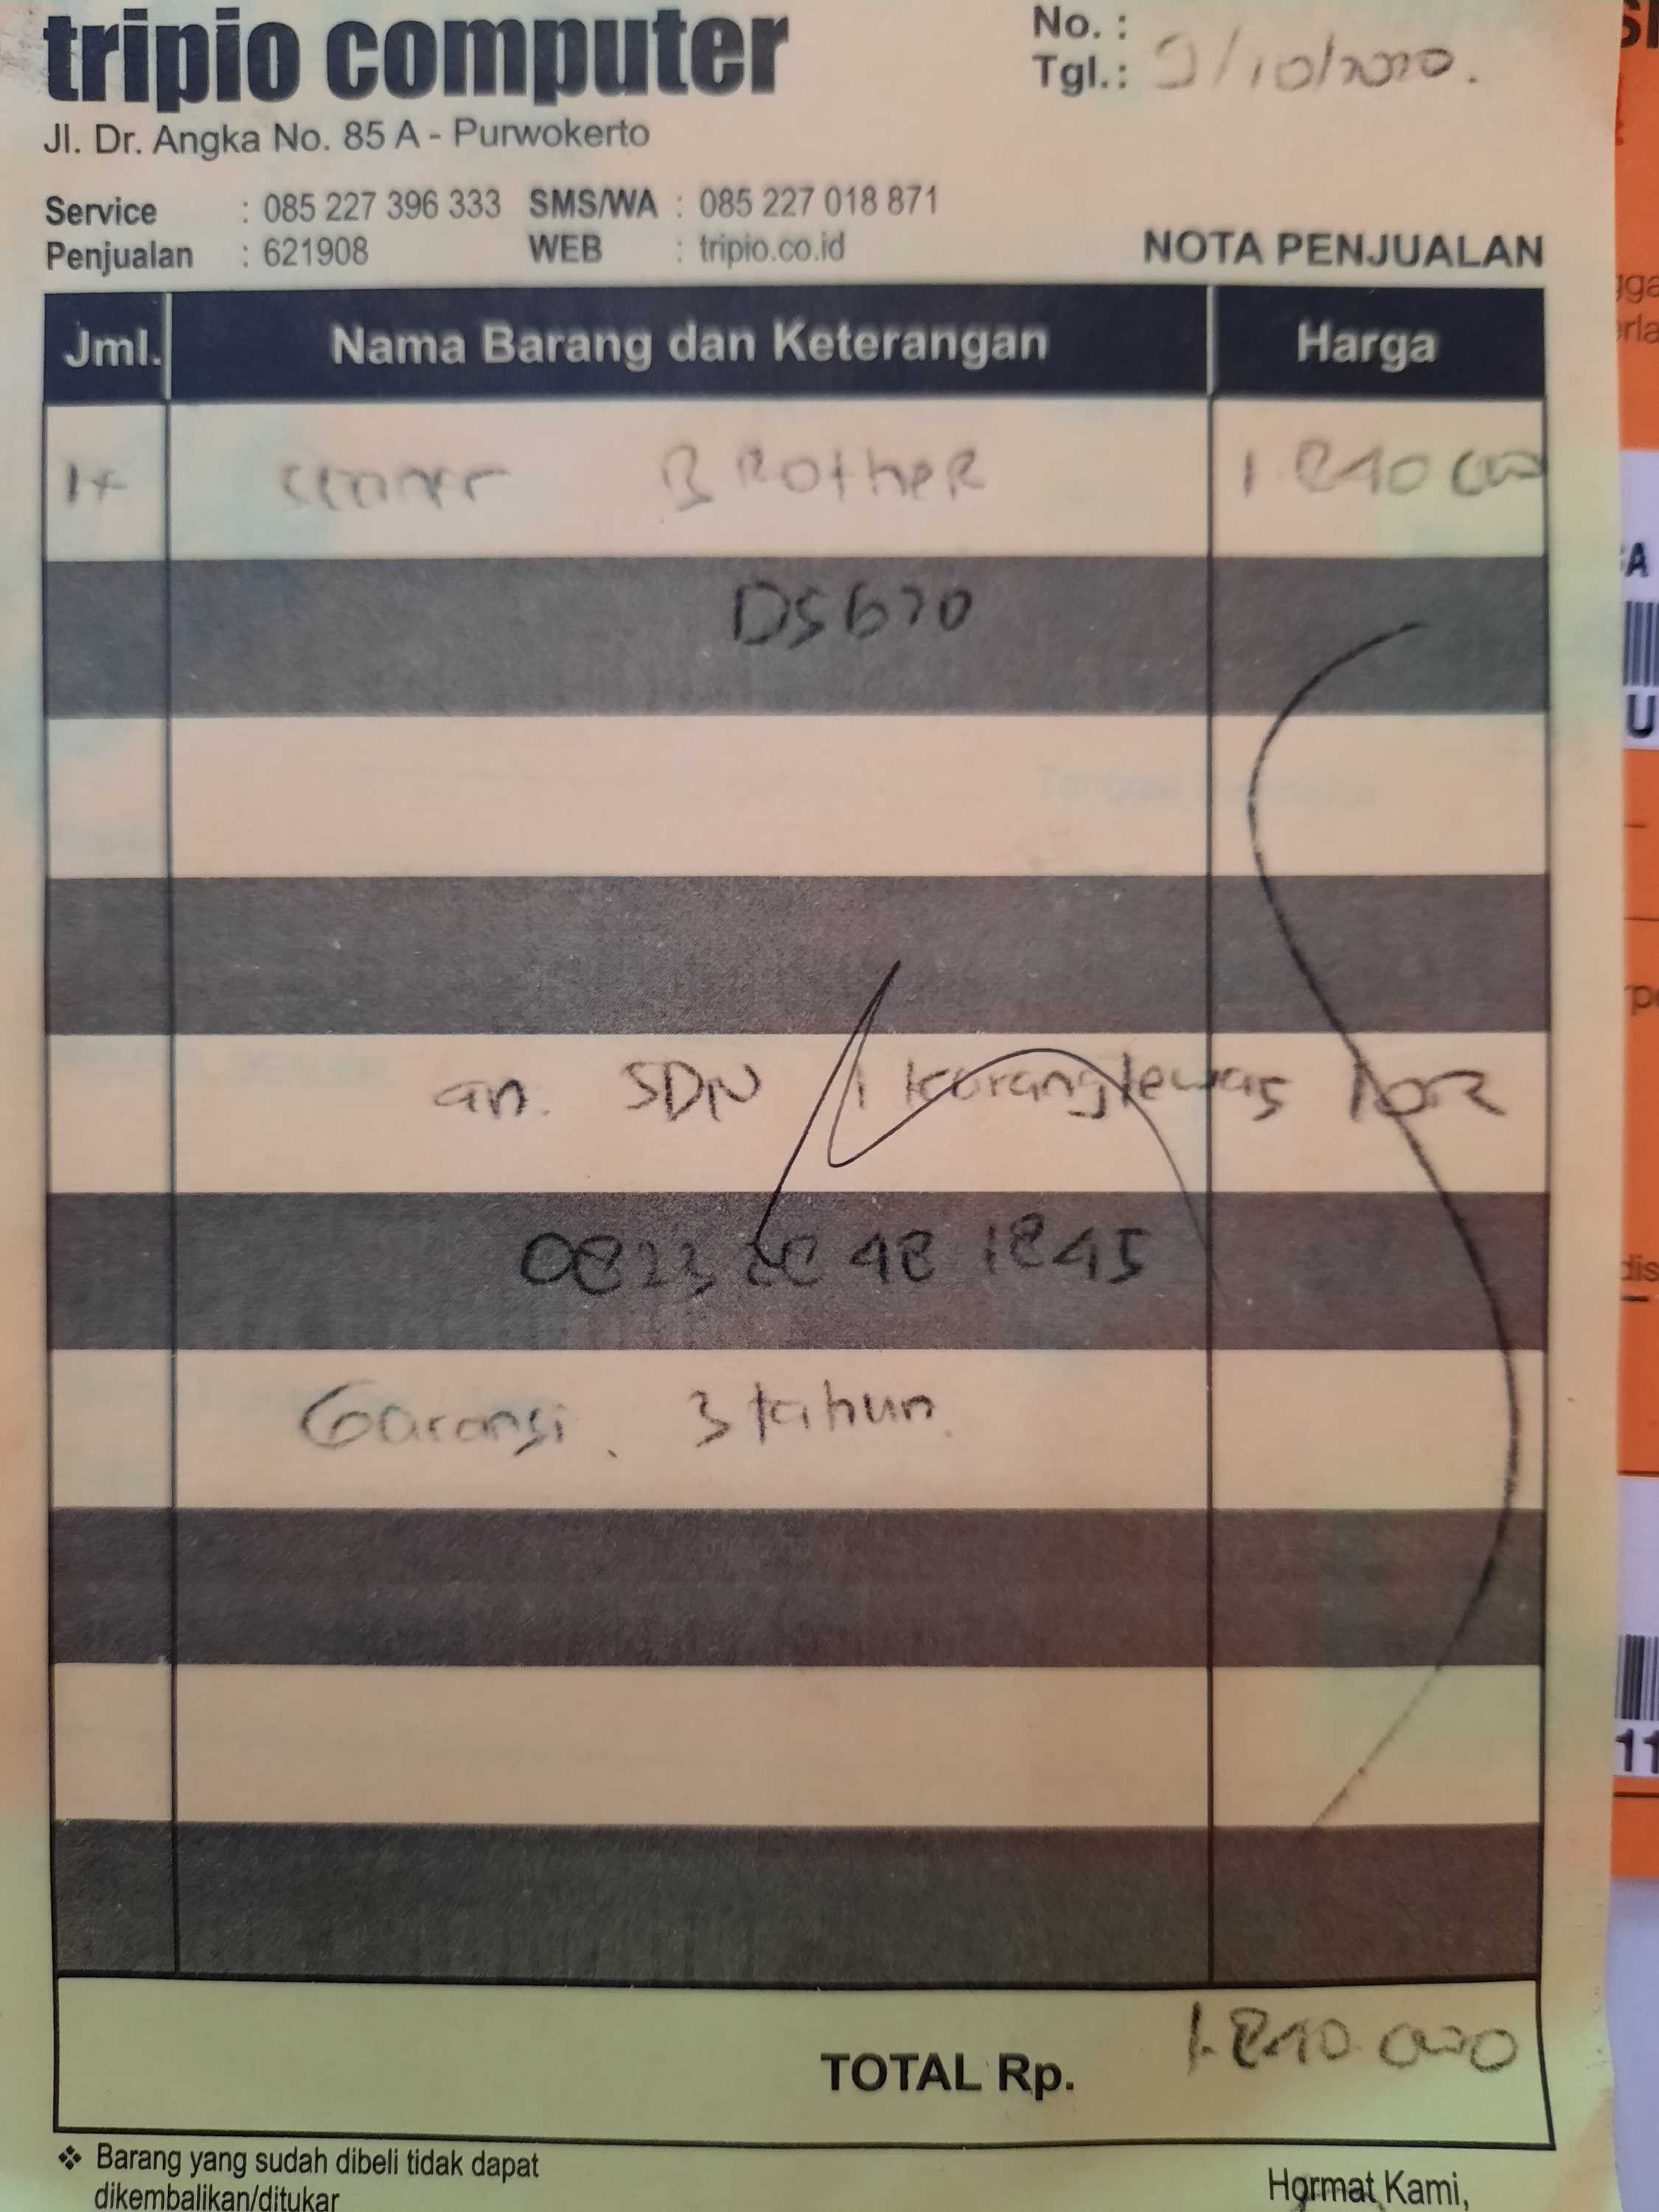 tripio computer
No. :
Tgl.: 9/10/2020.
Jl. Dr. Angka No. 85 A - Purwokerto
Service : 085 227 396 333 SMS/WA : 085 227 018 871
Penjualan : 621908 WEB : tripio.co.id
NOTA PENJUALAN
Jml. Nama Barang dan Keterangan Harga
1x BRotheR 1.840 000
DS620
an. SDN 1 karanglewas lor
0823 48 1845
Garansi. 3 tahun.
TOTAL Rp. 1.840.000
❖ Barang yang sudah dibeli tidak dapat
dikembalikan/ditukar
Hormat Kami,
A
U
11